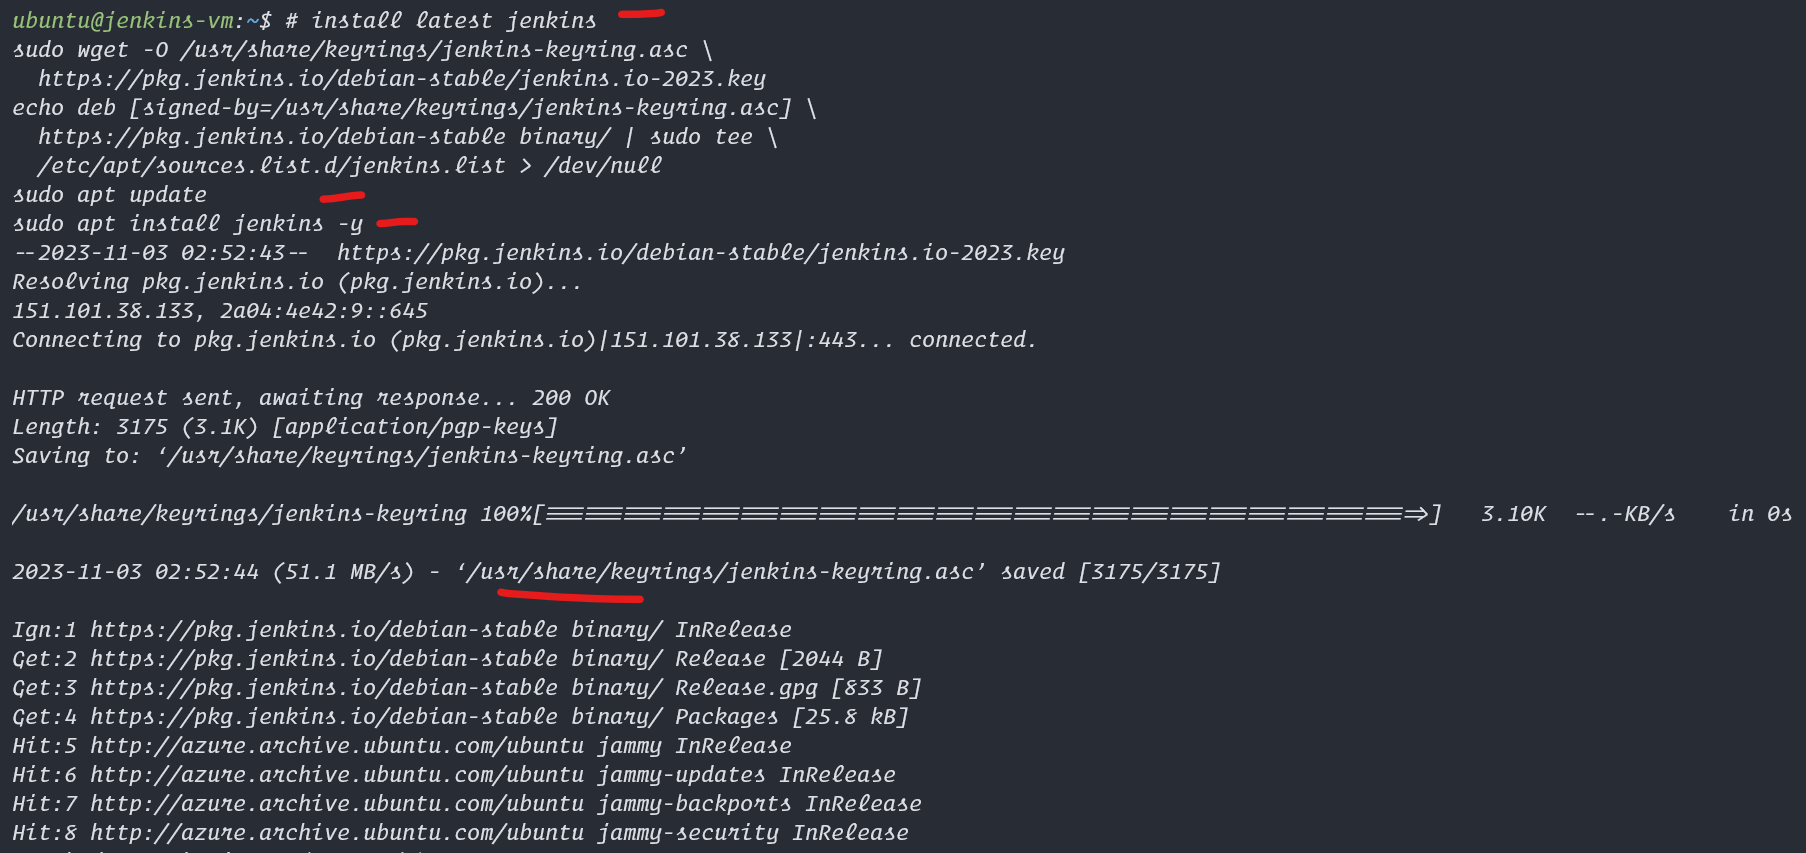 ubuntu@jenkins-vm:~$ # install latest jenkins
sudo wget -O /usr/share/keyrings/jenkins-keyring.asc \
  https://pkg.jenkins.io/debian-stable/jenkins.io-2023.key
echo deb [signed-by=/usr/share/keyrings/jenkins-keyring.asc] \
  https://pkg.jenkins.io/debian-stable binary/ | sudo tee \
  /etc/apt/sources.list.d/jenkins.list > /dev/null
sudo apt update
sudo apt install jenkins -y
--2023-11-03 02:52:43--  https://pkg.jenkins.io/debian-stable/jenkins.io-2023.key
Resolving pkg.jenkins.io (pkg.jenkins.io)...
151.101.38.133, 2a04:4e42:9::645
Connecting to pkg.jenkins.io (pkg.jenkins.io)|151.101.38.133|:443... connected.
HTTP request sent, awaiting response... 200 OK
Length: 3175 (3.1K) [application/pgp-keys]
Saving to: ‘/usr/share/keyrings/jenkins-keyring.asc’
/usr/share/keyrings/jenkins-keyring 100%[==================================================================>]   3.10K  --.-KB/s    in 0s
2023-11-03 02:52:44 (51.1 MB/s) - ‘/usr/share/keyrings/jenkins-keyring.asc’ saved [3175/3175]
Ign:1 https://pkg.jenkins.io/debian-stable binary/ InRelease
Get:2 https://pkg.jenkins.io/debian-stable binary/ Release [2044 B]
Get:3 https://pkg.jenkins.io/debian-stable binary/ Release.gpg [833 B]
Get:4 https://pkg.jenkins.io/debian-stable binary/ Packages [25.8 kB]
Hit:5 http://azure.archive.ubuntu.com/ubuntu jammy InRelease
Hit:6 http://azure.archive.ubuntu.com/ubuntu jammy-updates InRelease
Hit:7 http://azure.archive.ubuntu.com/ubuntu jammy-backports InRelease
Hit:8 http://azure.archive.ubuntu.com/ubuntu jammy-security InRelease